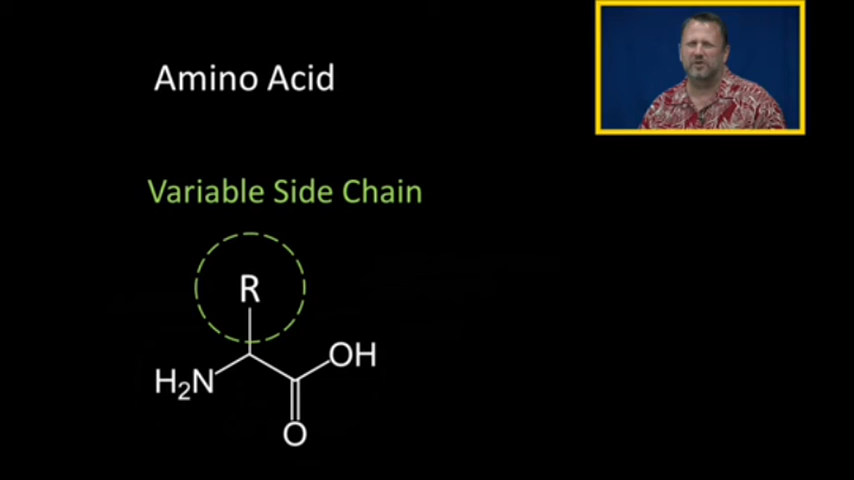 Amino Acid
Variable Side Chain
R
OH
H₂N
O